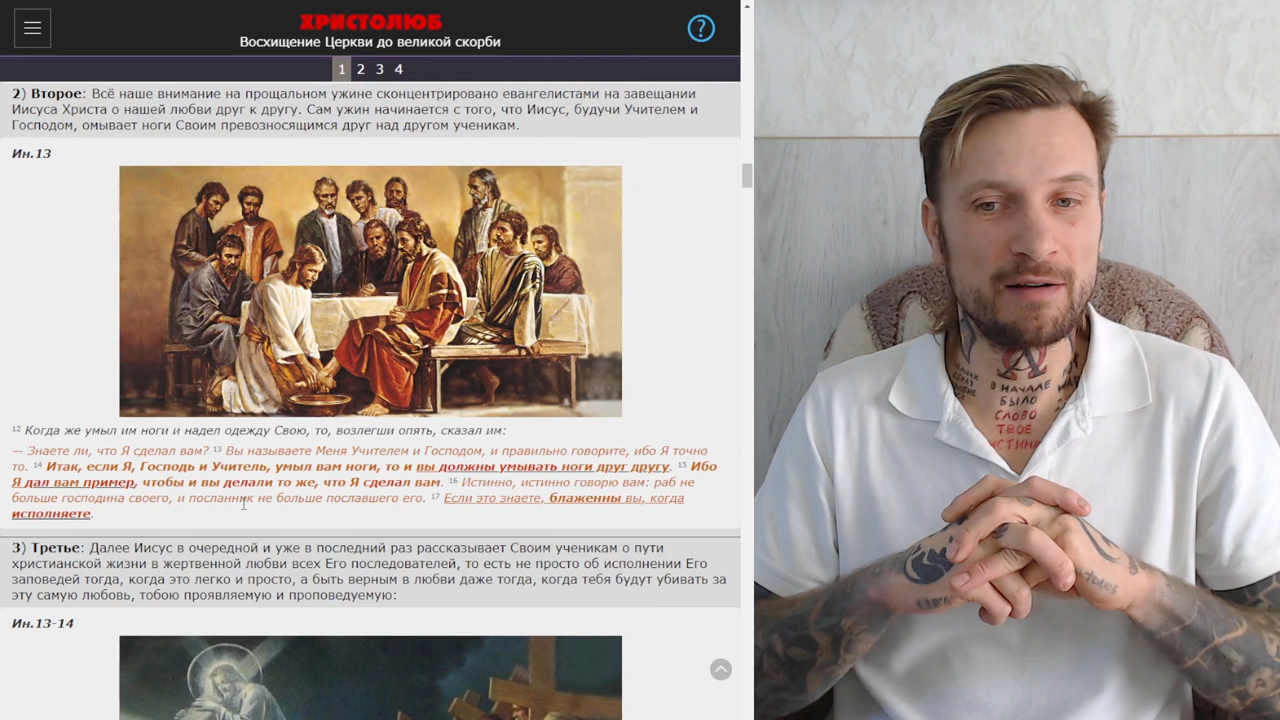 ХРИСТОЛЮБ
Восхищение Церкви до великой скорби
?
1 2 3 4
2) Второе: Всё наше внимание на прощальном ужине сконцентрировано евангелистами на завещании
Иисуса Христа о нашей любви друг к другу. Сам ужин начинается с того, что Иисус, будучи Учителем и
Господом, омывает ноги Своим превозносящимся друг над другом ученикам.
Ин.13
12 Когда же умыл им ноги и надел одежду Свою, то, возлегши опять, сказал им:
— Знаете ли, что Я сделал вам? 13 Вы называете Меня Учителем и Господом, и правильно говорите, ибо Я точно
то. 14 Итак, если Я, Господь и Учитель, умыл вам ноги, то и вы должны умывать ноги друг другу. 15 Ибо
Я дал вам пример, чтобы и вы делали то же, что Я сделал вам. 16 Истинно, истинно говорю вам: раб не
больше господина своего, и посланник не больше пославшего его. 17 Если это знаете, блаженны вы, когда
исполняете.
3) Третье: Далее Иисус в очередной и уже в последний раз рассказывает Своим ученикам о пути
христианской жизни в жертвенной любви всех Его последователей, то есть не просто об исполнении Его
заповедей тогда, когда это легко и просто, а быть верным в любви даже тогда, когда тебя будут убивать за
эту самую любовь, тобою проявляемую и проповедуемую:
Ин.13-14
В НАЧАЛЕ
БЫЛО
СЛОВО
ТВОЕ